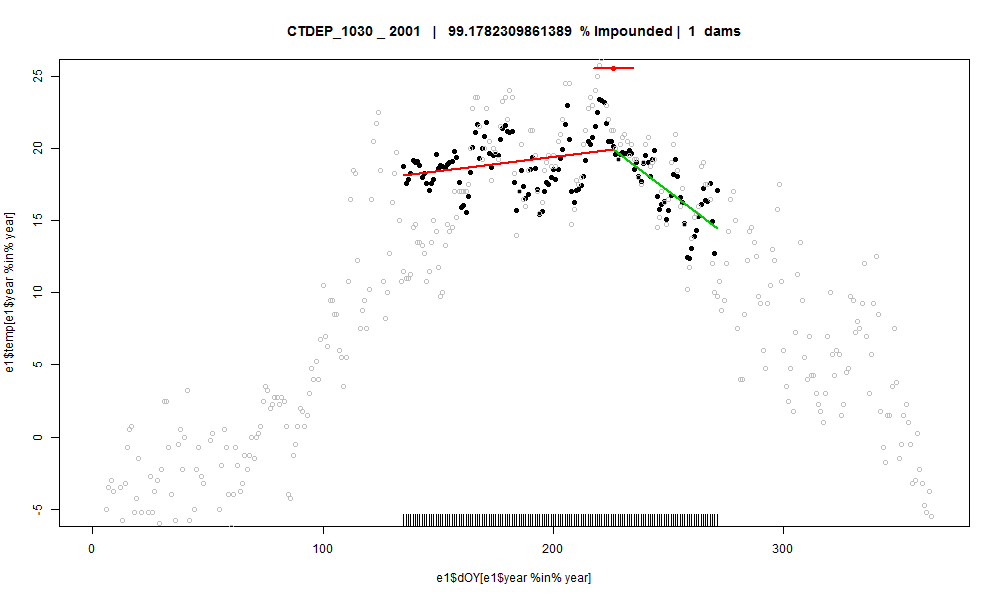 CTDEP_1030 _ 2001 | 99.1782309861389 % Impounded | 1 dams
e1$temp[e1$year %in% year]
25
20
15
10
5
0
-5
0 100 200 300
e1$dOY[e1$year %in% year]